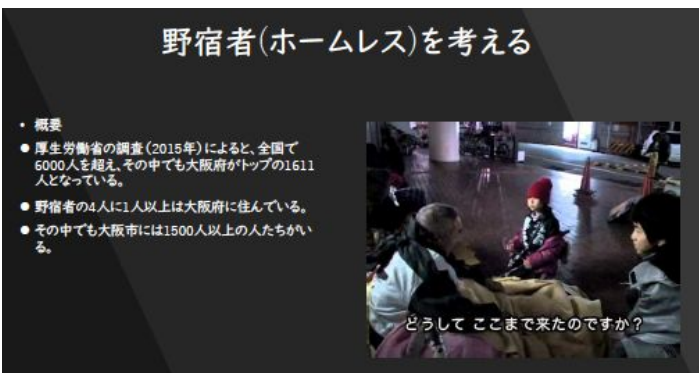 野宿者(ホームレス)を考える
• 概要
● 厚生労働省の調査(2015年)によると、全国で
6000人を超え、その中でも大阪府がトップの1611
人となっている。
● 野宿者の4人に1人以上は大阪府に住んでいる。
● その中でも大阪市には1500人以上の人たちがい
る。
どうして ここまで来たのですか?